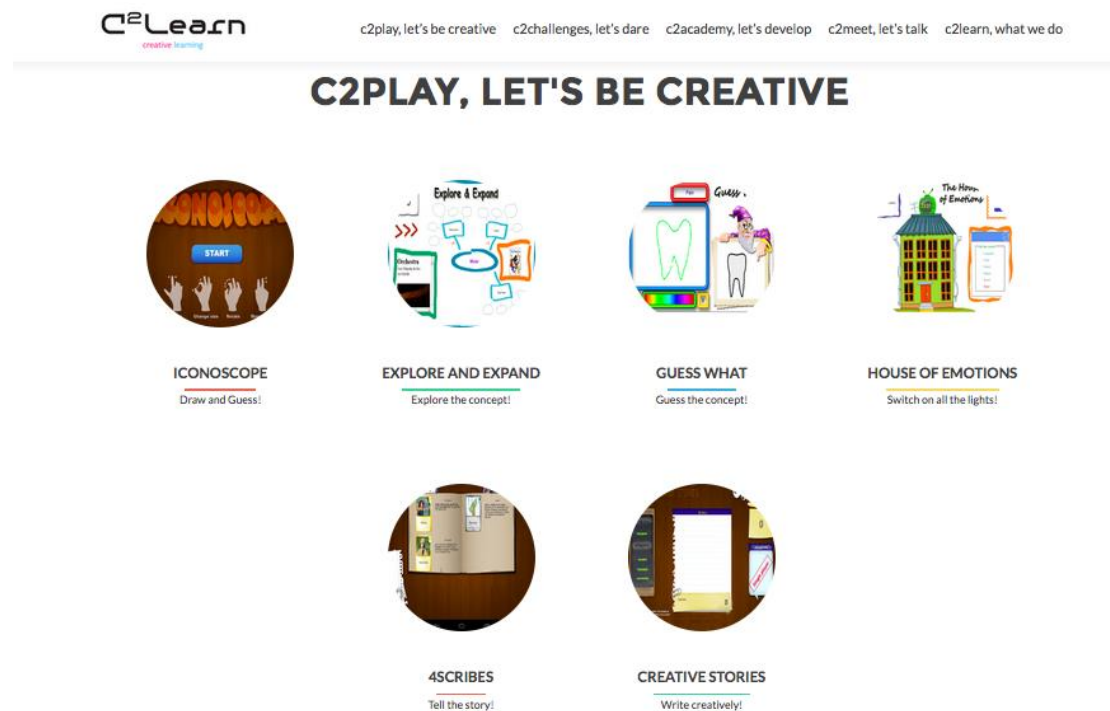 C²Learn
creative learning
c2play, let's be creative c2challenges, let's dare c2academy, let's develop c2meet, let's talk c2learn, what we do
C2PLAY, LET'S BE CREATIVE
START
Explore & Expand
Orchestra
Guess
The Hou
of Emotions
ICONOSCOPE
Draw and Guess!
EXPLORE AND EXPAND
Explore the concept!
GUESS WHAT
Guess the concept!
HOUSE OF EMOTIONS
Switch on all the lights!
4SCRIBES
Tell the story!
CREATIVE STORIES
Write creatively!